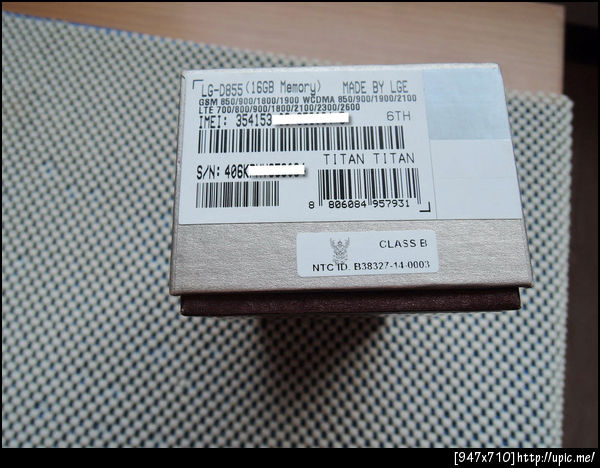 LG-D855 (16GB Memory) MADE BY LGE
GSM 850/900/1800/1900 WCDMA 850/900/1900/2100
LTE 700/800/900/1800/2100/2300/2600
IMEI: 354153
6TH
TITAN TITAN
S/N: 406K
8 806084 957931
CLASS B
NTC ID. B38327-14-0003
[947x710]http://upic.me/